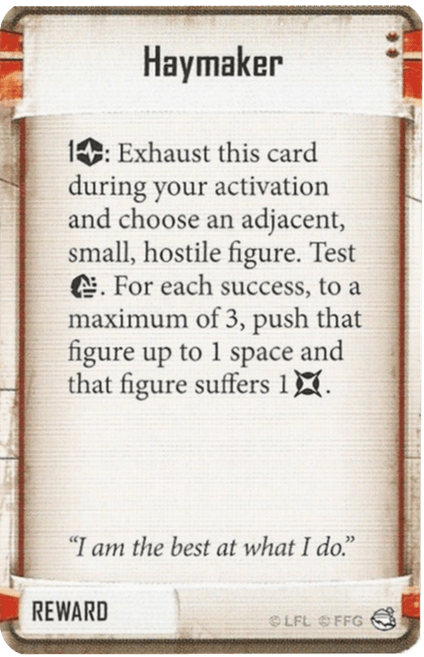 Haymaker
1: Exhaust this card
during your activation
and choose an adjacent,
small, hostile figure. Test
. For each success, to a
maximum of 3, push that
figure up to 1 space and
that figure suffers 1.
“I am the best at what I do.”
REWARD
©LFL ©FFG